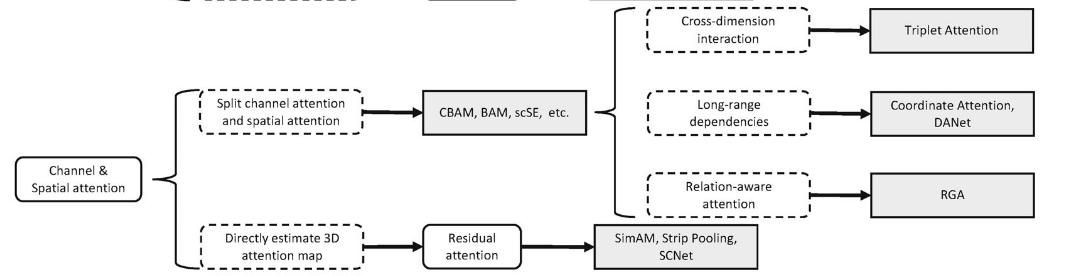 Cross-dimension
interaction
Triplet Attention
Split channel attention
and spatial attention
CBAM, BAM, scSE, etc.
Long-range
dependencies
Coordinate Attention,
DANet
Channel &
Spatial attention
Relation-aware
attention
RGA
Directly estimate 3D
attention map
Residual
attention
SimAM, Strip Pooling,
SCNet